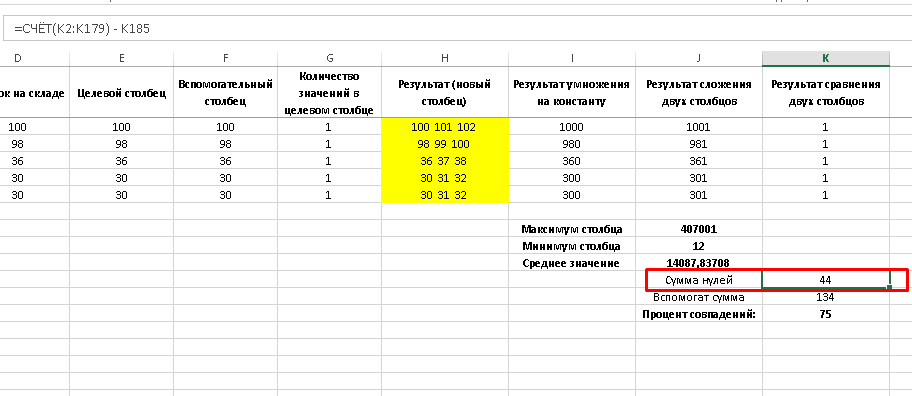 =СЧЁТ(K2:K179) - K185
D E F G H I J K
ок на складе Целевой столбец Вспомогательный столбец Количество значений в целевом столбце Результат (новый столбец) Результат умножения на константу Результат сложения двух столбцов Результат сравнения двух столбцов
100 100 100 1 100 101 102 1000 1001 1
98 98 98 1 98 99 100 980 981 1
36 36 36 1 36 37 38 360 361 1
30 30 30 1 30 31 32 300 301 1
30 30 30 1 30 31 32 300 301 1
Максимум столбца 407001
Минимум столбца 12
Среднее значение 14087,83708
Сумма нулей 44
Вспомогат сумма 134
Процент совпадений: 75